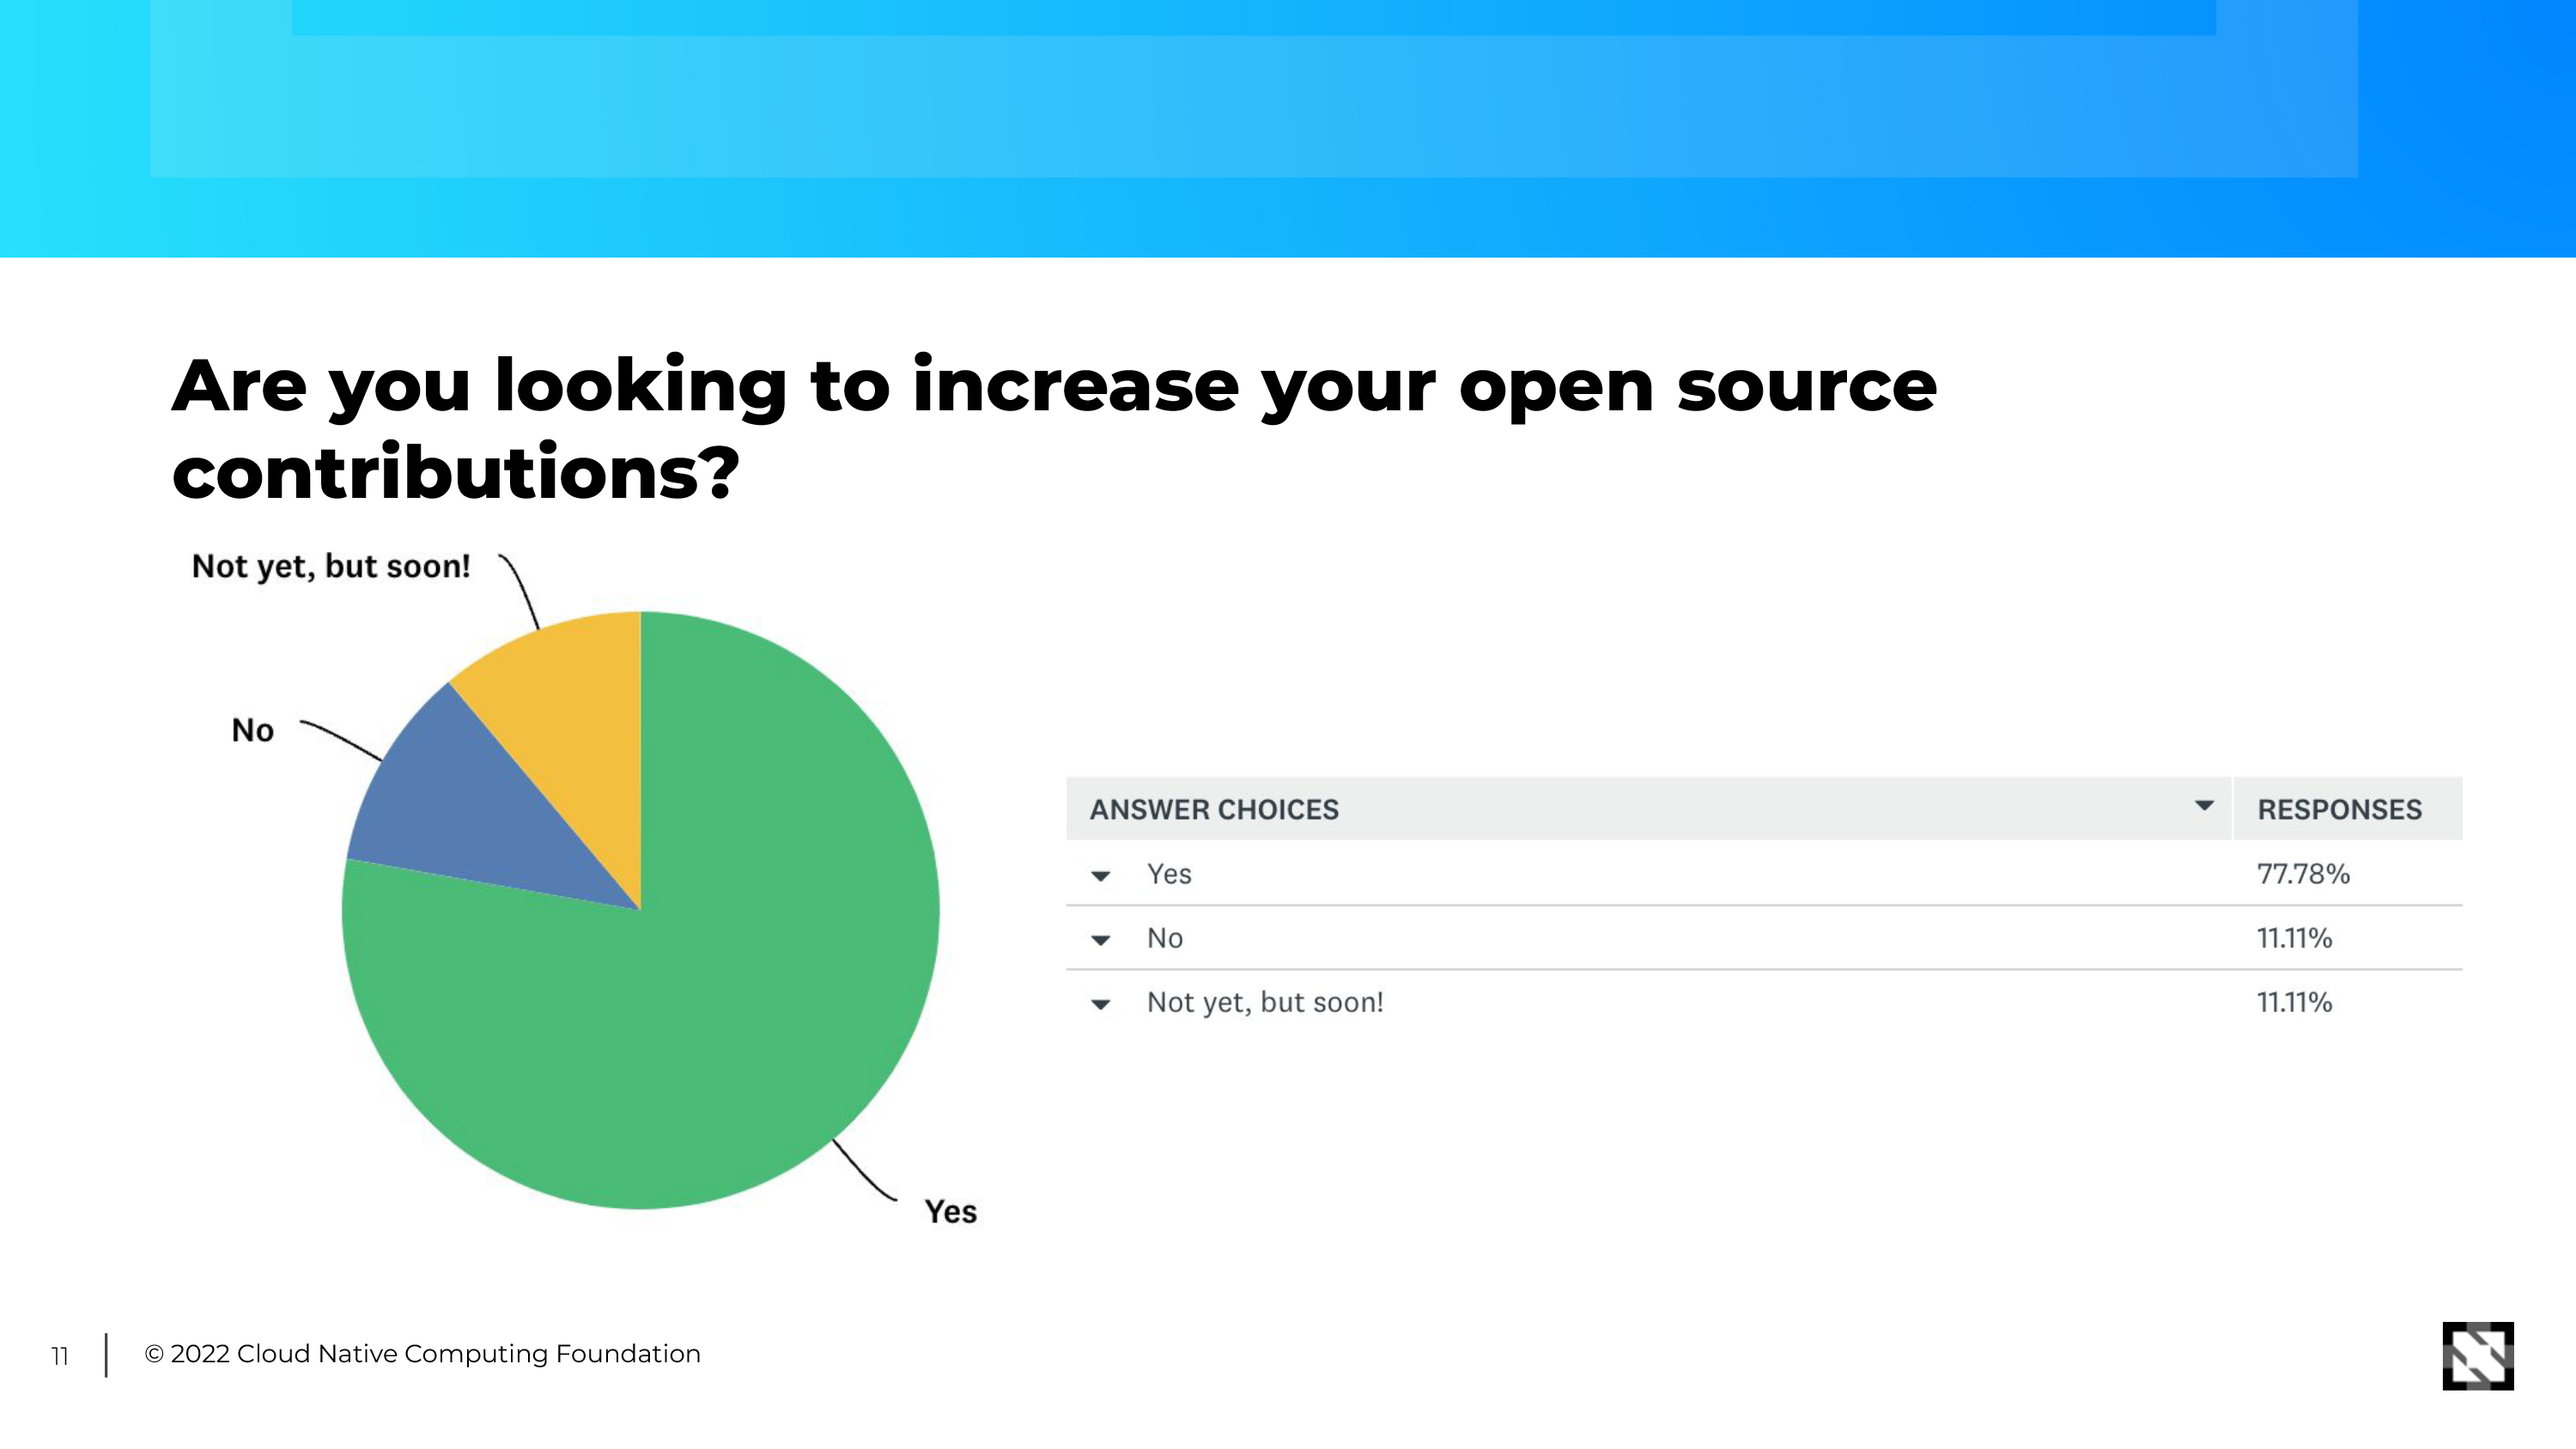 Are you looking to increase your open source
contributions?
Not yet, but soon!
No
Yes
ANSWER CHOICES RESPONSES
Yes 77.78%
No 11.11%
Not yet, but soon! 11.11%
11 © 2022 Cloud Native Computing Foundation